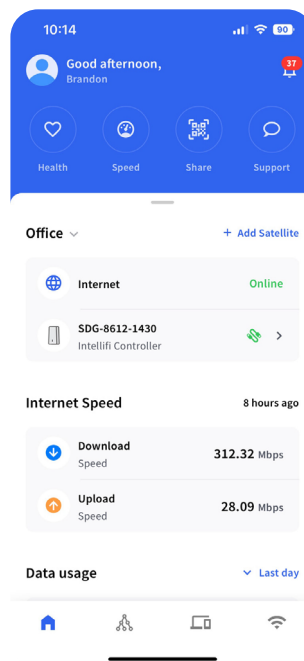 10:14
90
Good afternoon,
37
Brandon
Health Speed Share Support
Office + Add Satellite
Internet Online
SDG-8612-1430
Intellifi Controller
Internet Speed 8 hours ago
Download
312.32 Mbps
Speed
Upload
28.09 Mbps
Speed
Data usage Last day